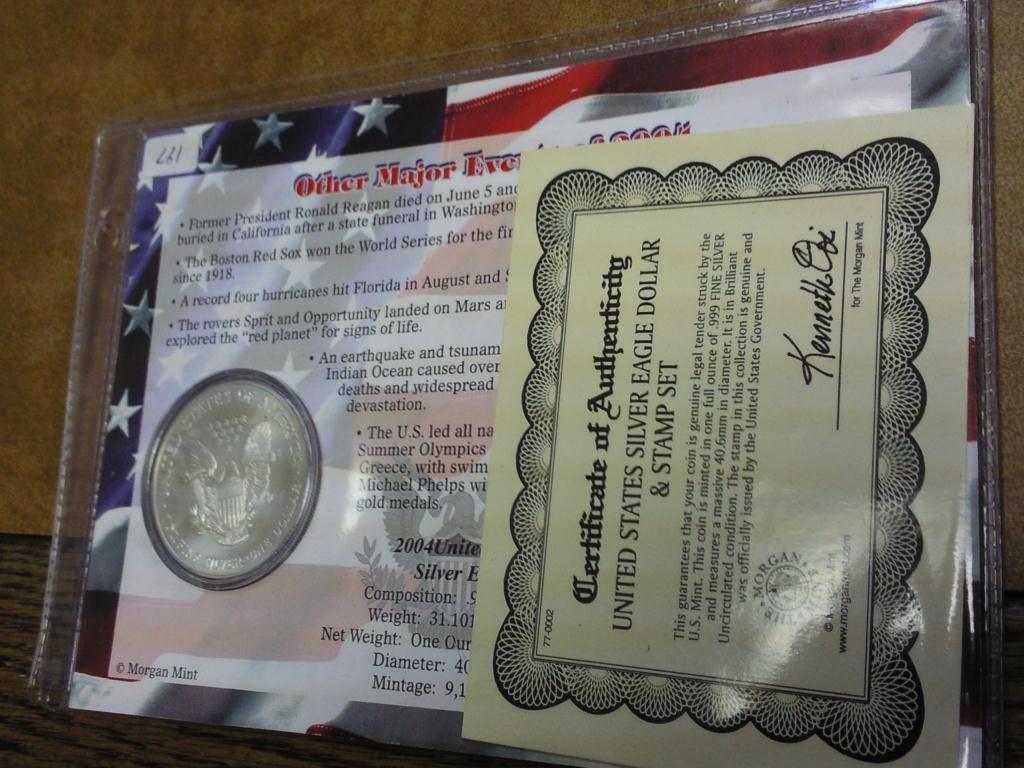 221
Other Major Eve of 2004
• Former President Ronald Reagan died on June 5 and
buried in California after a state funeral in Washington
• The Boston Red Sox won the World Series for the fir
since 1918.
• A record four hurricanes hit Florida in August and S
• The rovers Sprit and Opportunity landed on Mars a
explored the "red planet" for signs of life.
• An earthquake and tsunam
Indian Ocean caused over
deaths and widespread
devastation.
• The U.S. led all na
Summer Olympics
Greece, with swim
Michael Phelps wi
gold medals.
2004 Unite
Silver E
Composition: 9
Weight: 31.101
Net Weight: One Oun
Diameter: 40
Mintage: 9,1
© Morgan Mint
Certificate of Authenticity
UNITED STATES SILVER EAGLE DOLLAR
& STAMP SET
This guarantees that your coin is genuine legal tender struck by the
U.S. Mint. This coin is minted in one full ounce of .999 FINE SILVER
and measures a massive 40.6mm in diameter. It is in Brilliant
Uncirculated condition. The stamp in this collection is genuine and
was officially issued by the United States Government.
for The Morgan Mint
MORGAN
77-0002